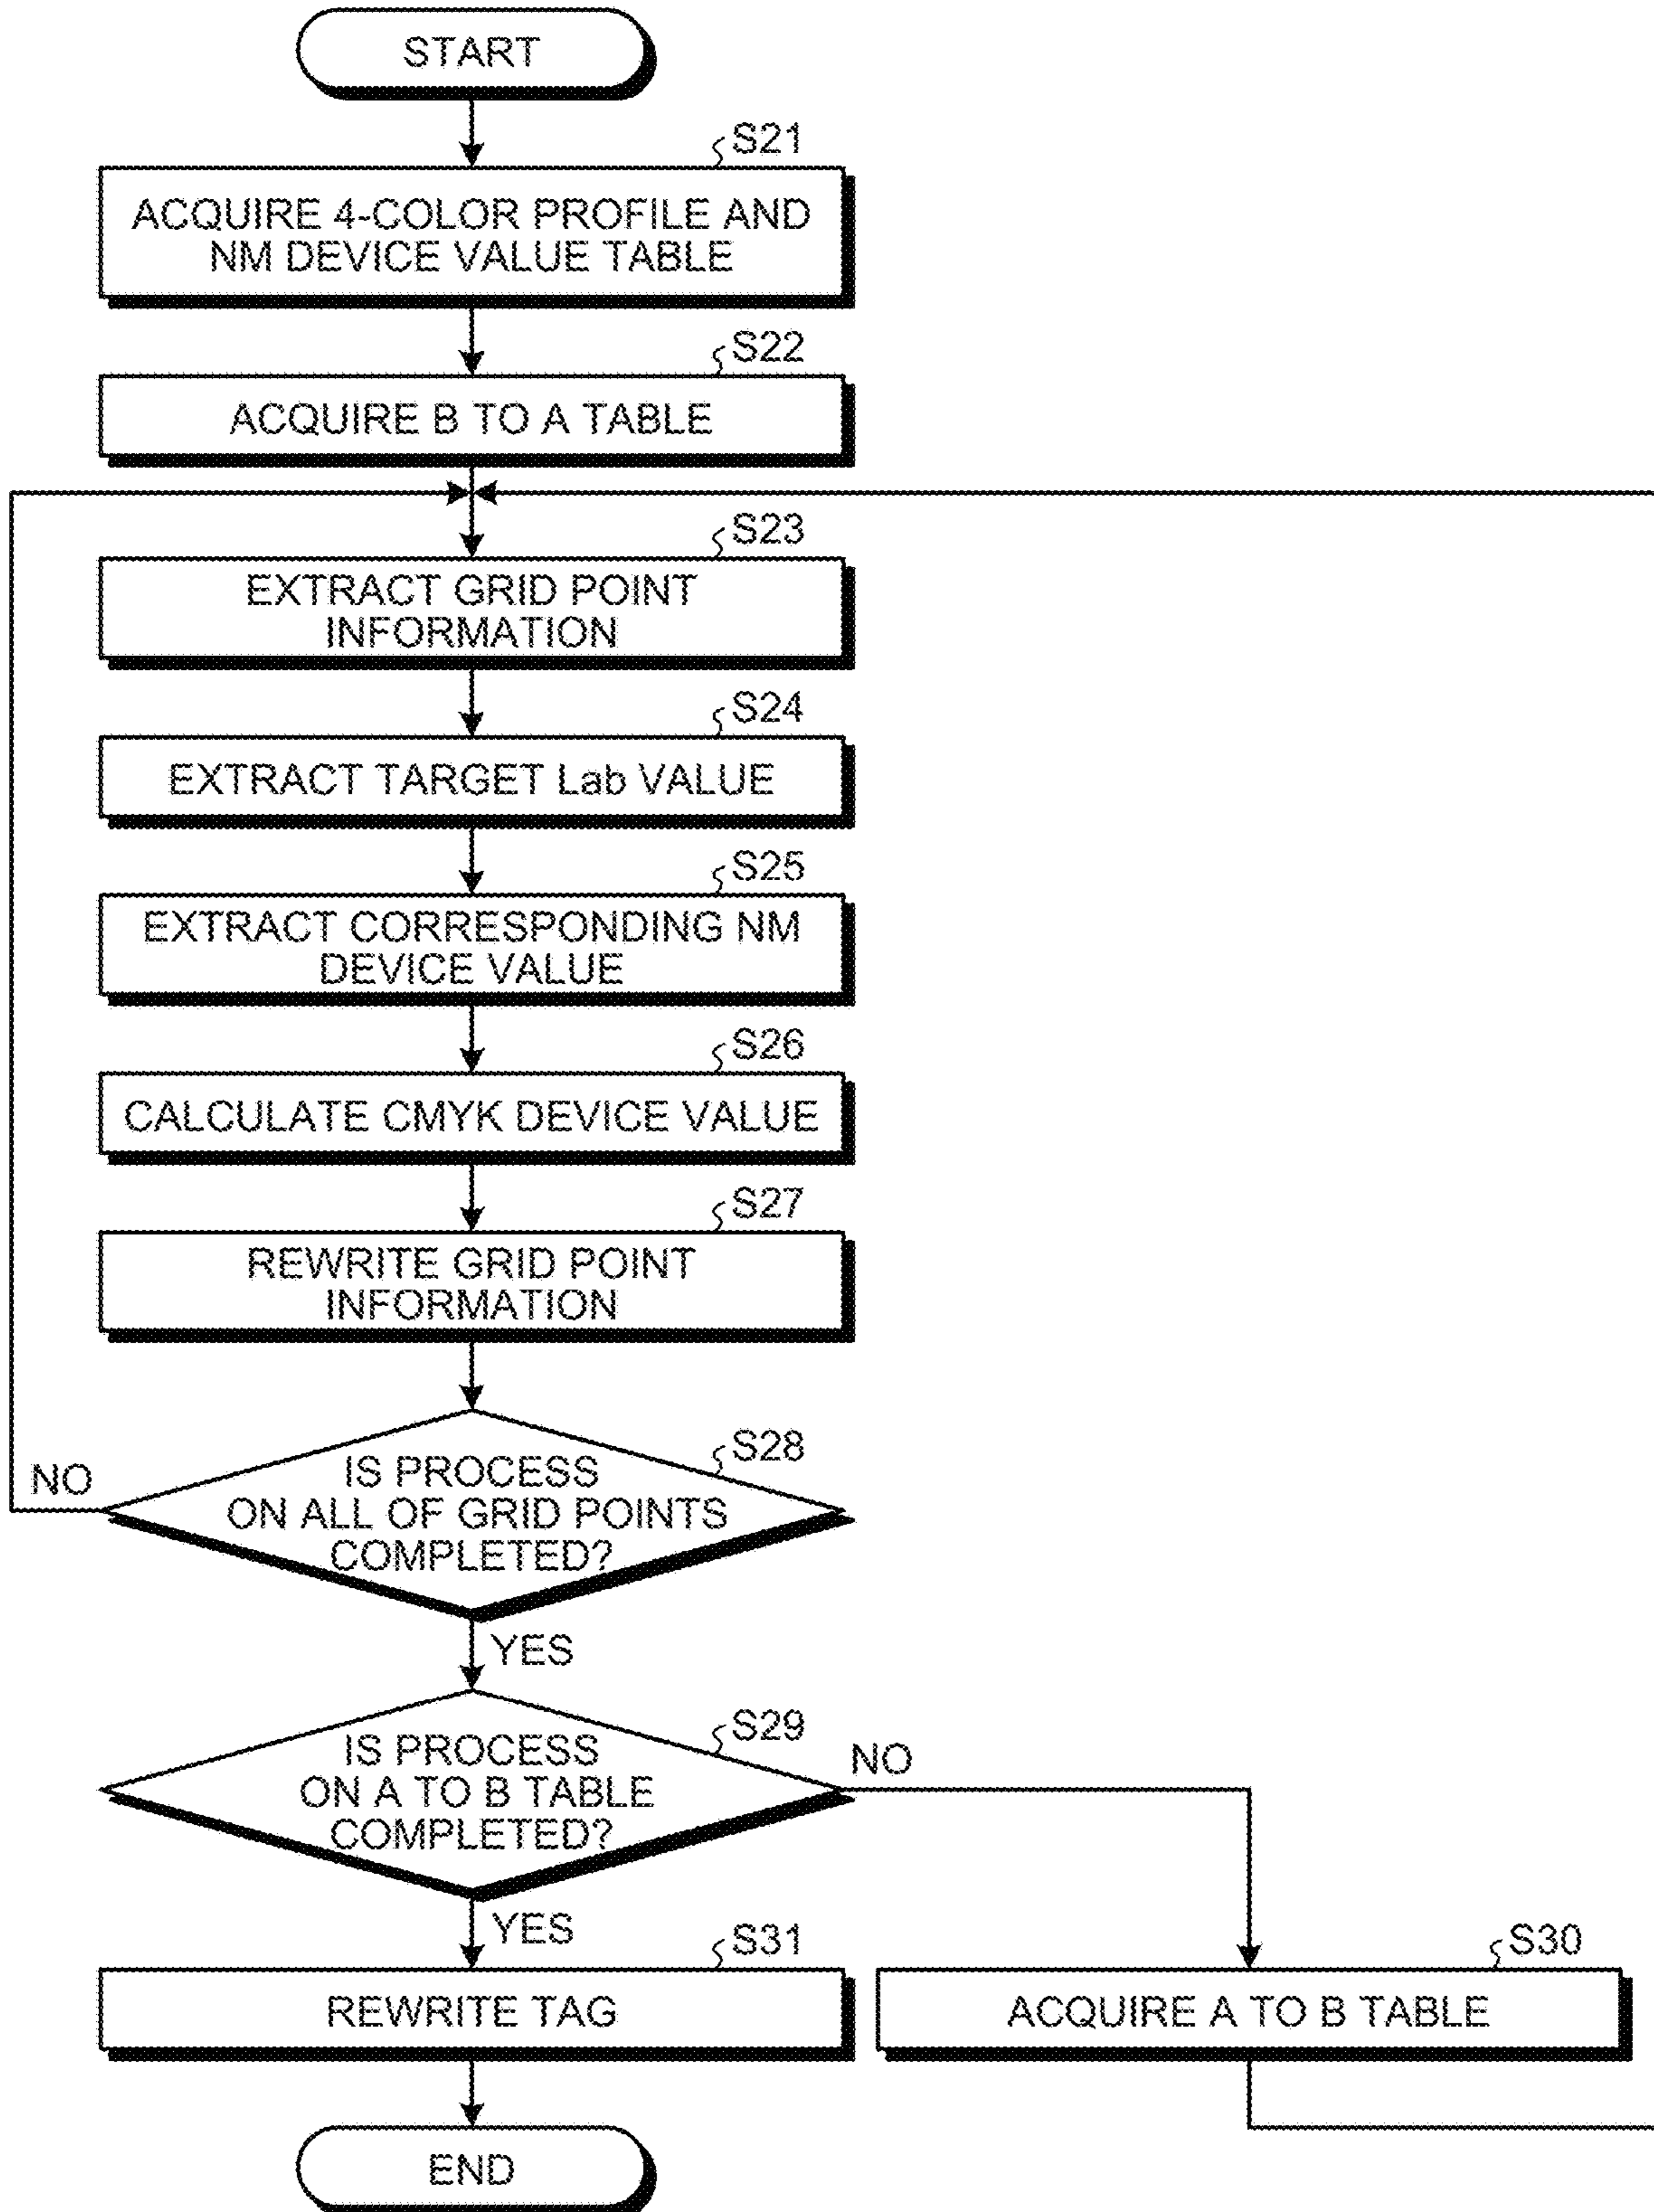 START
S21
ACQUIRE 4-COLOR PROFILE AND
NM DEVICE VALUE TABLE
S22
ACQUIRE B TO A TABLE
S23
EXTRACT GRID POINT
INFORMATION
S24
EXTRACT TARGET Lab VALUE
S25
EXTRACT CORRESPONDING NM
DEVICE VALUE
S26
CALCULATE CMYK DEVICE VALUE
S27
REWRITE GRID POINT
INFORMATION
S28
NO
IS PROCESS
ON ALL OF GRID POINTS
COMPLETED?
YES
S29
IS PROCESS
ON A TO B TABLE
COMPLETED?
NO
YES
S31
REWRITE TAG
S30
ACQUIRE A TO B TABLE
END